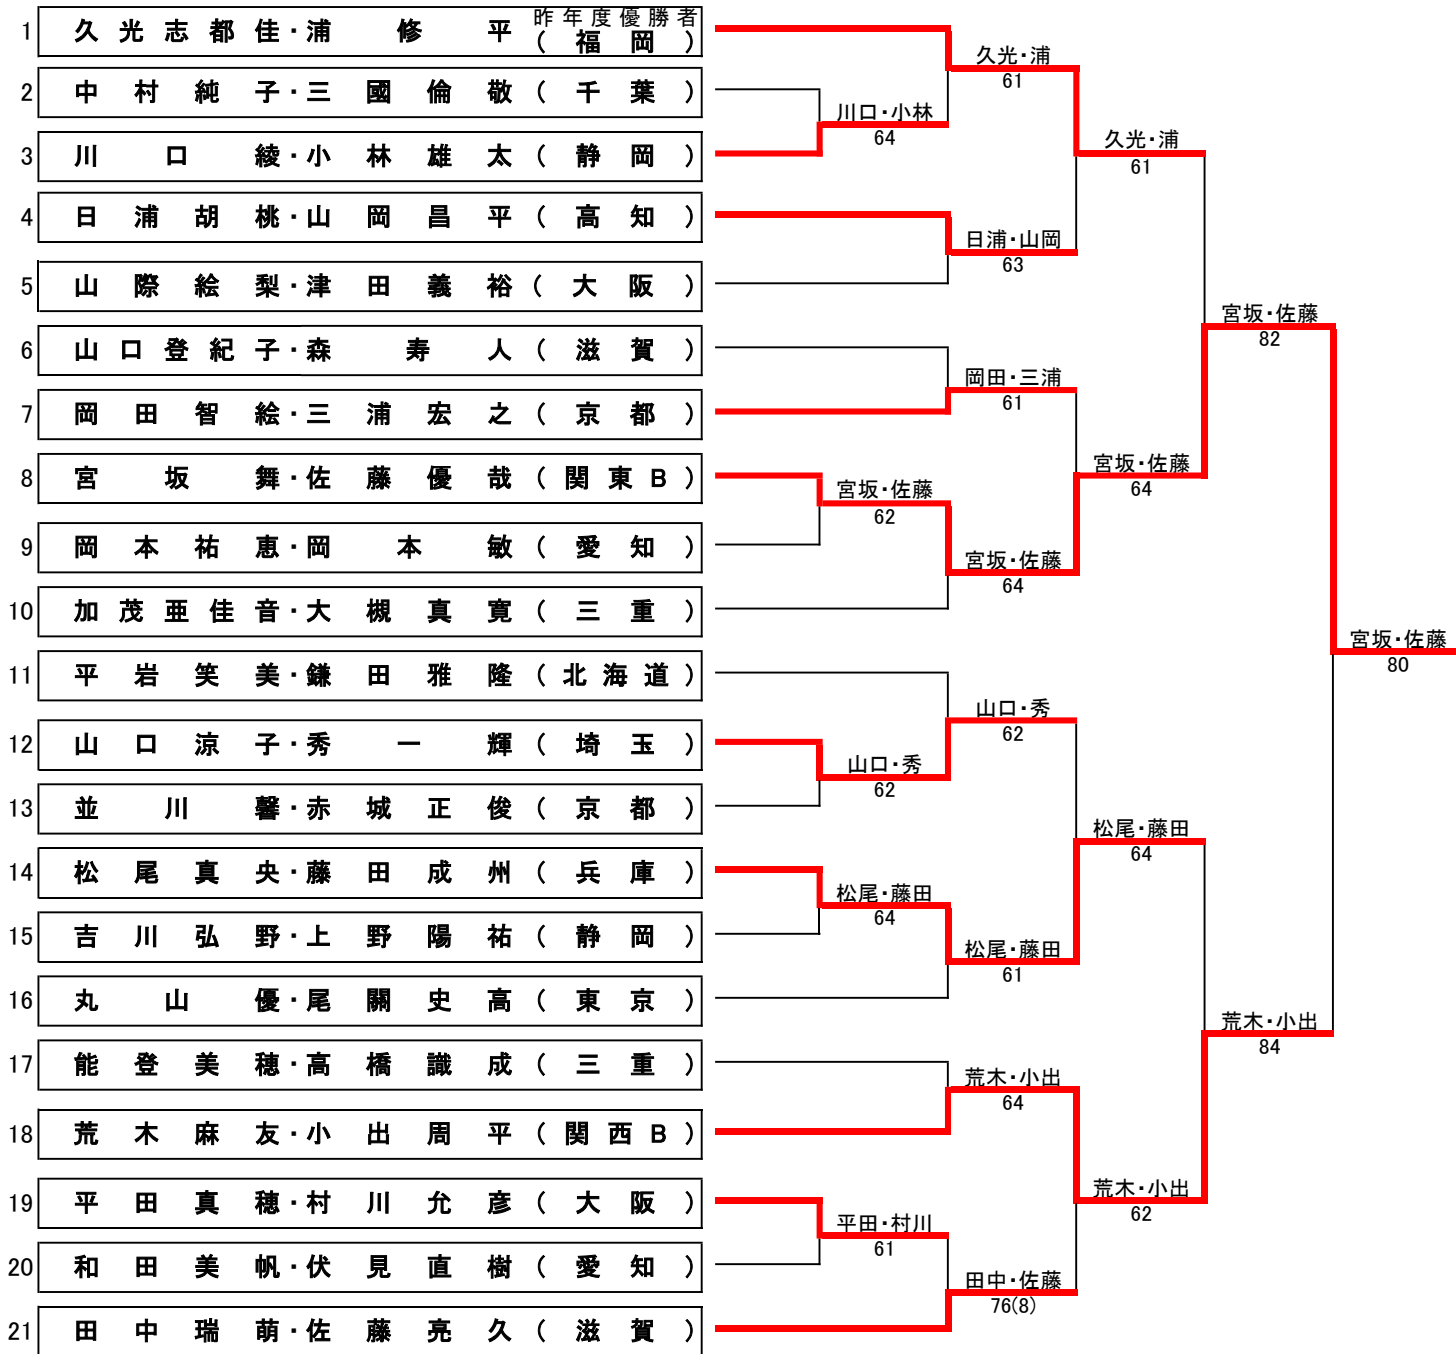 昨年度優勝者
1 久光志都佳・浦修平(福岡)
2 中村純子・三國倫敬(千葉)
3 川口綾・小林雄太(静岡)
4 日浦胡桃・山岡昌平(高知)
5 山際絵梨・津田義裕(大阪)
6 山口登紀子・森寿人(滋賀)
7 岡田智絵・三浦宏之(京都)
8 宮坂舞・佐藤優哉(関東B)
9 岡本祐恵・岡本敏(愛知)
10 加茂亜佳音・大槻真寛(三重)
11 平岩笑美・鎌田雅隆(北海道)
12 山口涼子・秀一輝(埼玉)
13 並川馨・赤城正俊(京都)
14 松尾真央・藤田成州(兵庫)
15 吉川弘野・上野陽祐(静岡)
16 丸山優・尾關史高(東京)
17 能登美穂・高橋識成(三重)
18 荒木麻友・小出周平(関西B)
19 平田真穂・村川允彦(大阪)
20 和田美帆・伏見直樹(愛知)
21 田中瑞萌・佐藤亮久(滋賀)
川口・小林
64
宮坂・佐藤
62
山口・秀
62
松尾・藤田
64
平田・村川
61
久光・浦
61
日浦・山岡
63
岡田・三浦
61
宮坂・佐藤
64
山口・秀
62
松尾・藤田
61
荒木・小出
64
田中・佐藤
76(8)
久光・浦
61
宮坂・佐藤
64
松尾・藤田
64
荒木・小出
62
宮坂・佐藤
82
荒木・小出
84
宮坂・佐藤
80